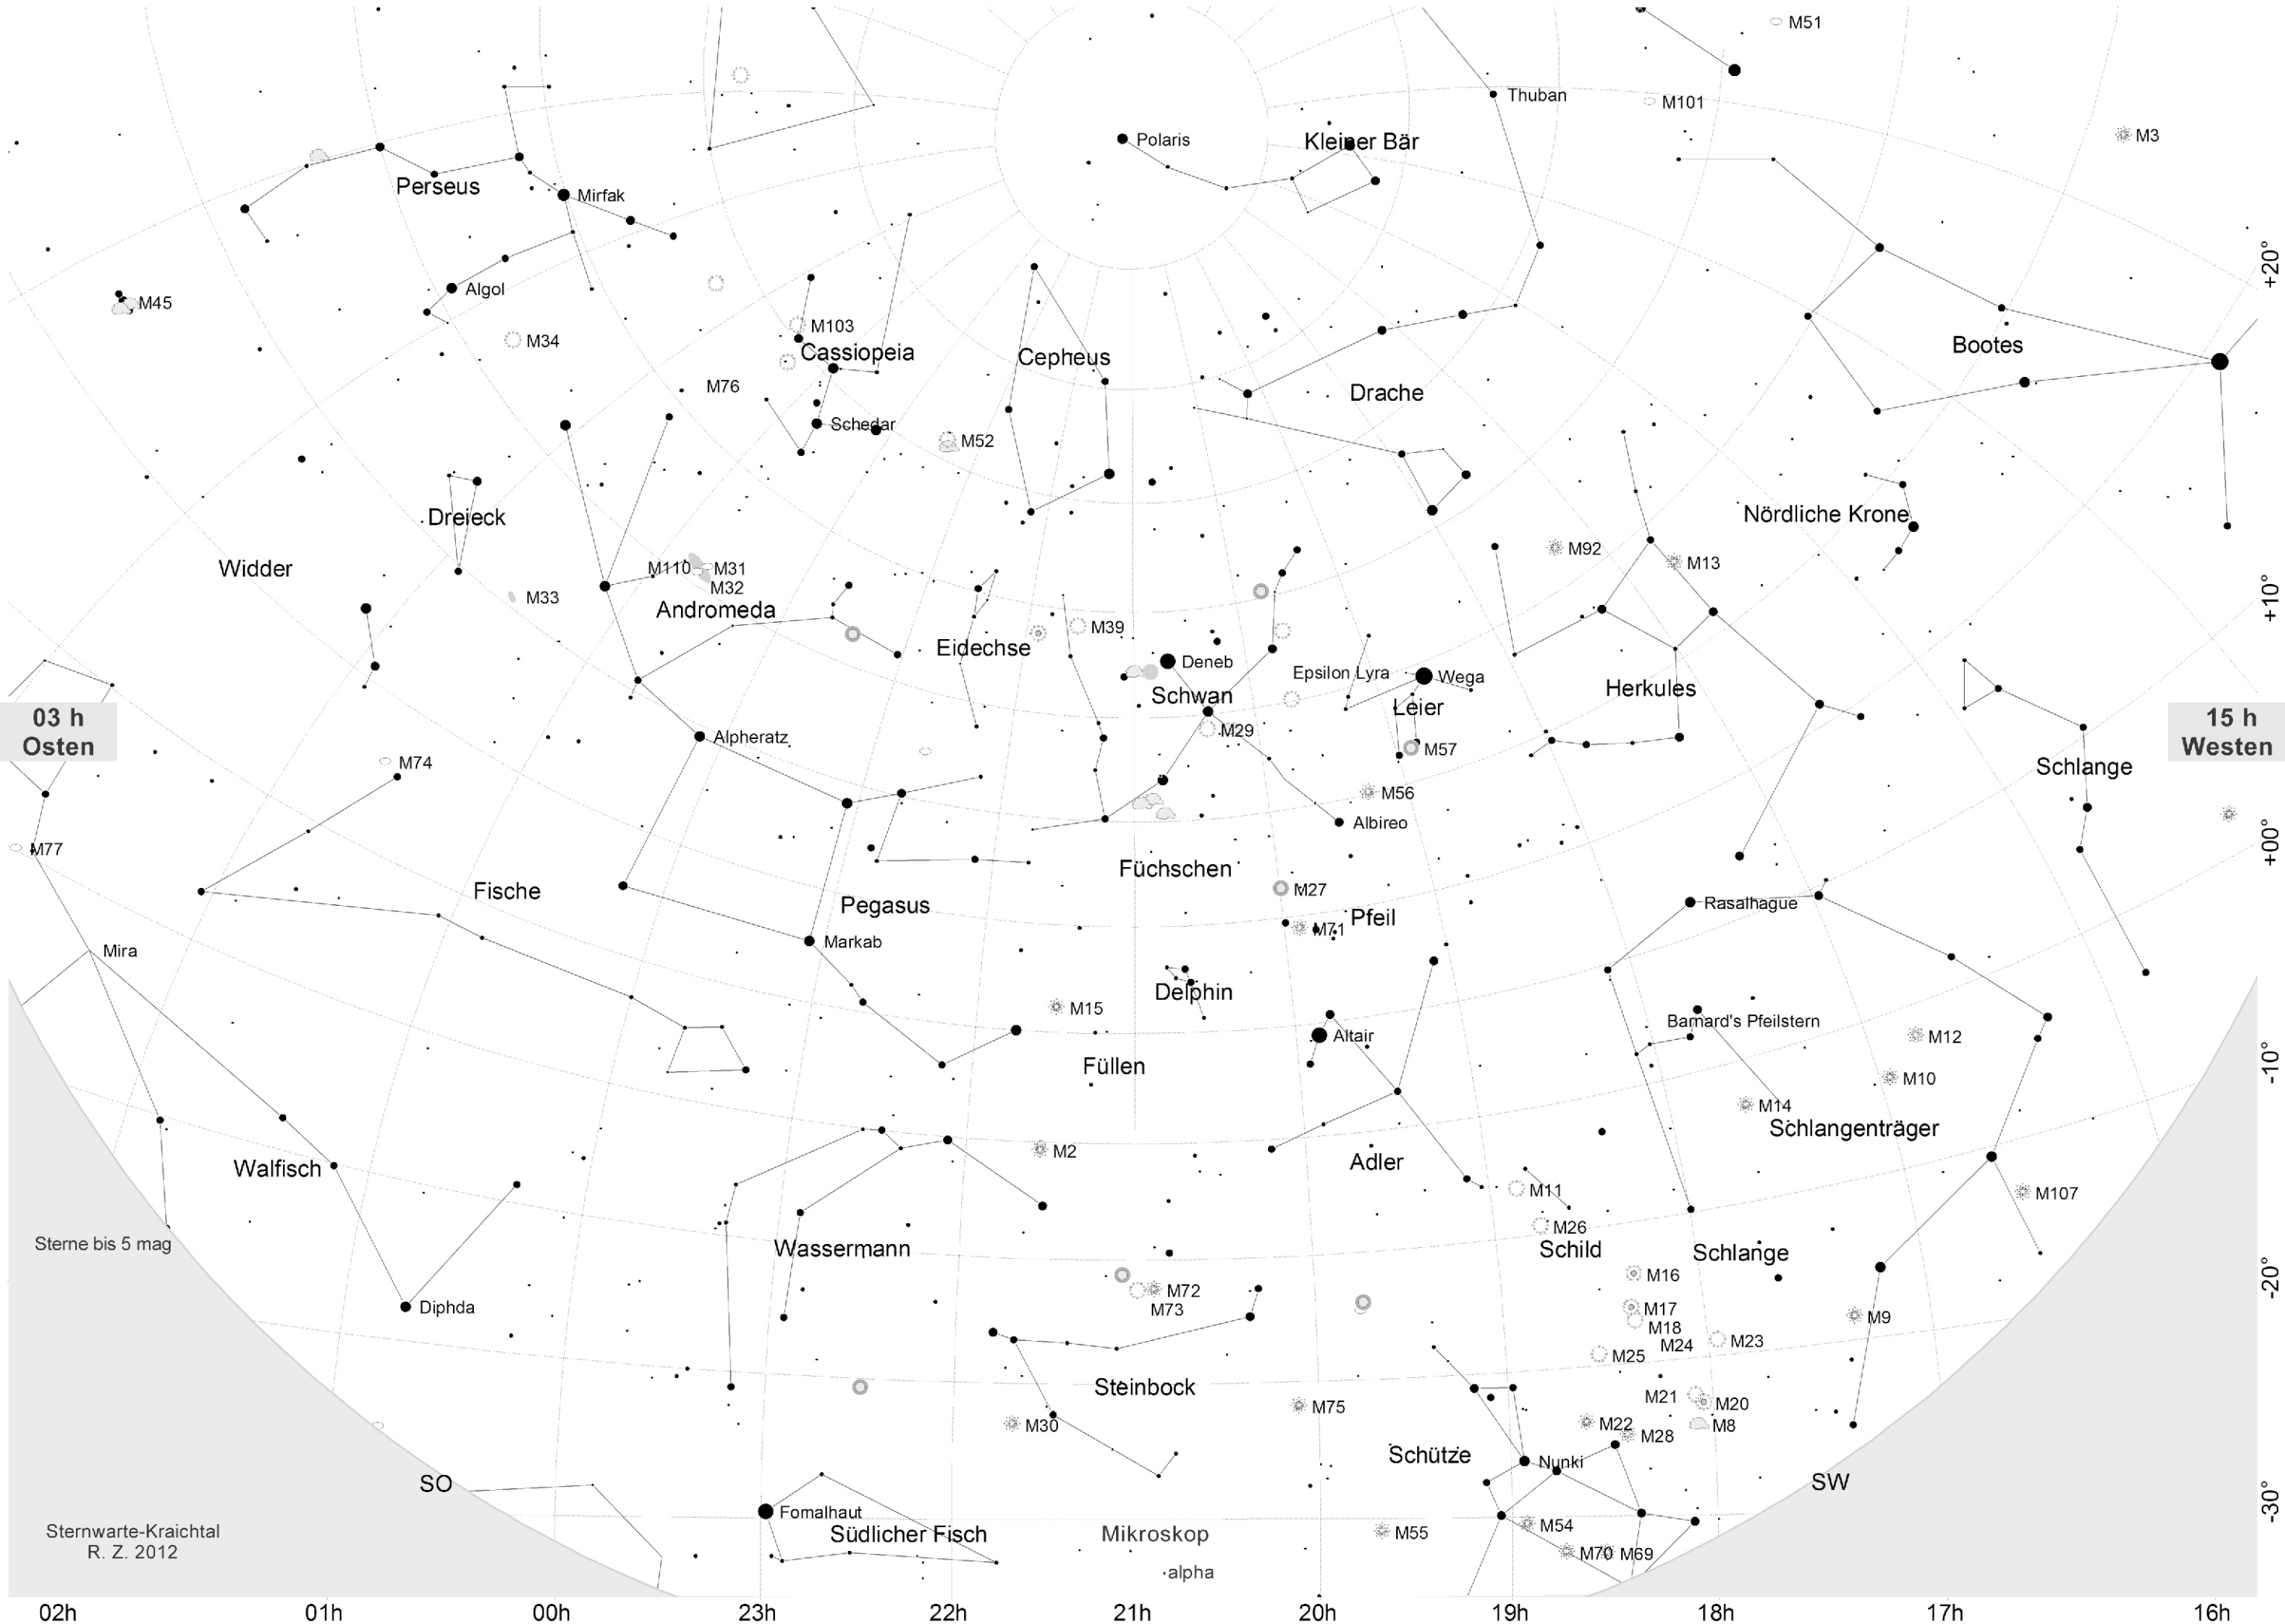 M51
Thuban
M101
M3
Polaris
Kleiner Bär
Perseus
Mirfak
+20°
Algol
M45
M103
M34
Cassiopeia
Cepheus
Bootes
M76
Drache
Schedar
M52
Dreieck
Nördliche Krone
M92
M13
Widder
M110
M31
M32
M33
Andromeda
+10°
M39
Eidechse
Deneb
Epsilon Lyra
Wega
Schwan
Herkules
Leier
03 h
Osten
15 h
Westen
Alpheratz
M29
M57
M74
Schlange
M56
Albireo
M77
+00°
Füchschen
Fische
M27
Pegasus
Rasalhague
Pfeil
M71
Markab
Mira
Delphin
M15
Barnard's Pfeilstern
Altair
M12
Füllen
-10°
M10
M14
Schlangenträger
M2
Adler
Walfisch
M11
M107
M26
Sterne bis 5 mag
Wassermann
Schild
Schlange
M16
-20°
M72
M73
Diphda
M17
M18
M9
M24
M23
M25
Steinbock
M21
M20
M75
M30
M22
M8
M28
Schütze
Nunki
SO
SW
-30°
Fomalhaut
Sternwarte-Kraichtal
R. Z. 2012
Südlicher Fisch
Mikroskop
M55
M54
M70
M69
alpha
02h
01h
00h
23h
22h
21h
20h
19h
18h
17h
16h